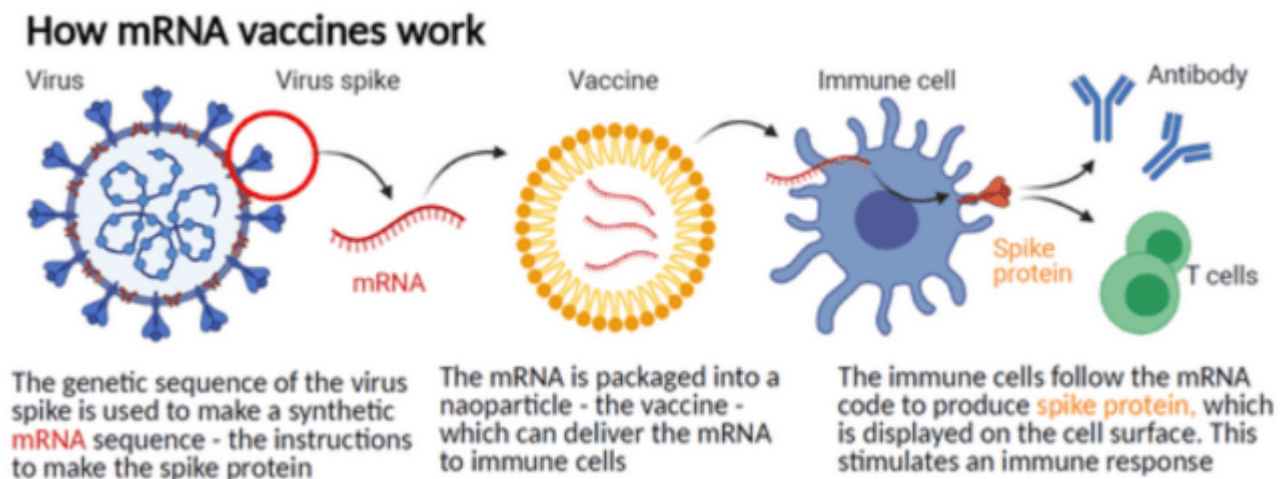 How mRNA vaccines work
Virus
Virus spike
Vaccine
Immune cell
Antibody
mRNA
Spike
protein
T cells
The genetic sequence of the virus
spike is used to make a synthetic
mRNA sequence - the instructions
to make the spike protein
The mRNA is packaged into a
naoparticle - the vaccine -
which can deliver the mRNA
to immune cells
The immune cells follow the mRNA
code to produce spike protein, which
is displayed on the cell surface. This
stimulates an immune response